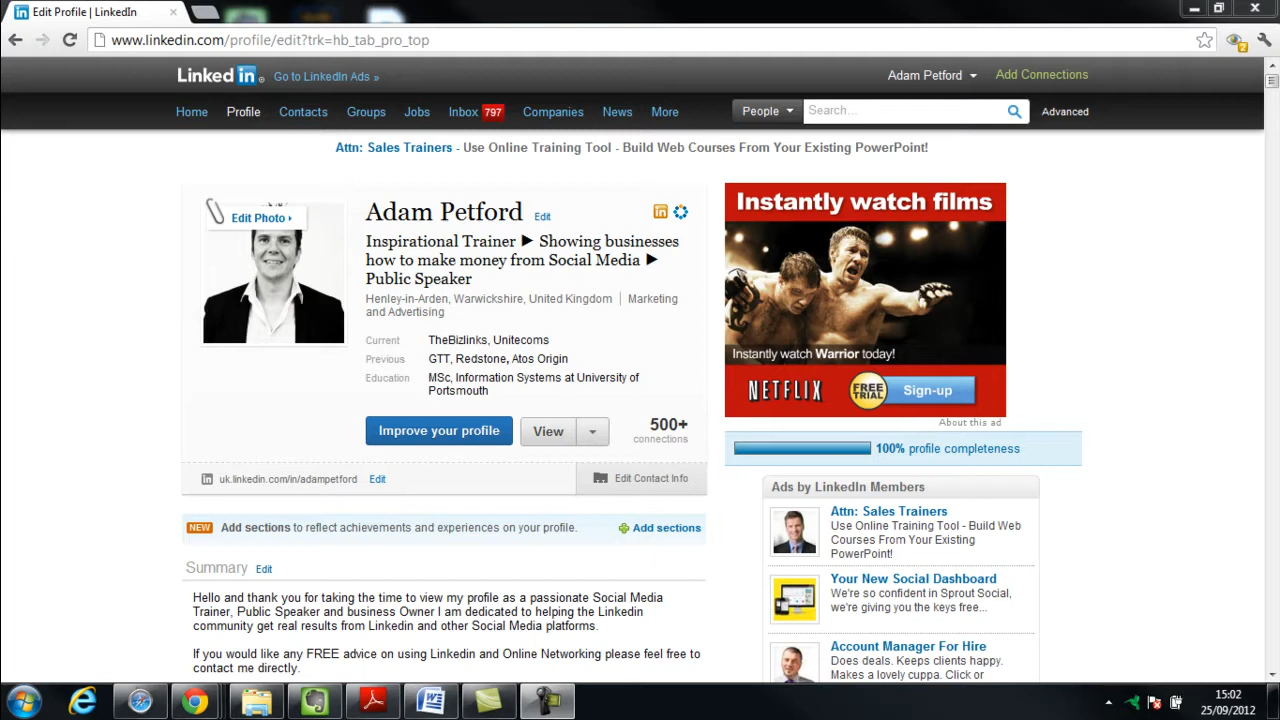 Edit Profile | LinkedIn
www.linkedin.com/profile/edit?trk=hb_tab_pro_top
2
Linked in Go to LinkedIn Ads »
Adam Petford Add Connections
Home Profile Contacts Groups Jobs Inbox 797 Companies News More People Search... Advanced
Attn: Sales Trainers - Use Online Training Tool - Build Web Courses From Your Existing PowerPoint!
Edit Photo
Adam Petford Edit
Inspirational Trainer ► Showing businesses
how to make money from Social Media ►
Public Speaker
Henley-in-Arden, Warwickshire, United Kingdom | Marketing
and Advertising
Current TheBizlinks, Unitecoms
Previous GTT, Redstone, Atos Origin
Education MSc, Information Systems at University of
Portsmouth
Improve your profile View 500+
connections
uk.linkedin.com/in/adampetford Edit Edit Contact Info
NEW Add sections to reflect achievements and experiences on your profile. Add sections
Summary Edit
Hello and thank you for taking the time to view my profile as a passionate Social Media
Trainer, Public Speaker and business Owner I am dedicated to helping the Linkedin
community get real results from Linkedin and other Social Media platforms.
If you would like any FREE advice on using Linkedin and Online Networking please feel free to
contact me directly.
Instantly watch films
Instantly watch Warrior today!
NETFLIX FREE TRIAL Sign-up
About this ad
100% profile completeness
Ads by LinkedIn Members
Attn: Sales Trainers
Use Online Training Tool - Build Web
Courses From Your Existing
PowerPoint!
Your New Social Dashboard
We're so confident in Sprout Social,
we're giving you the keys free...
Account Manager For Hire
Does deals. Keeps clients happy.
Makes a lovely cuppa. Click or
15:02
25/09/2012